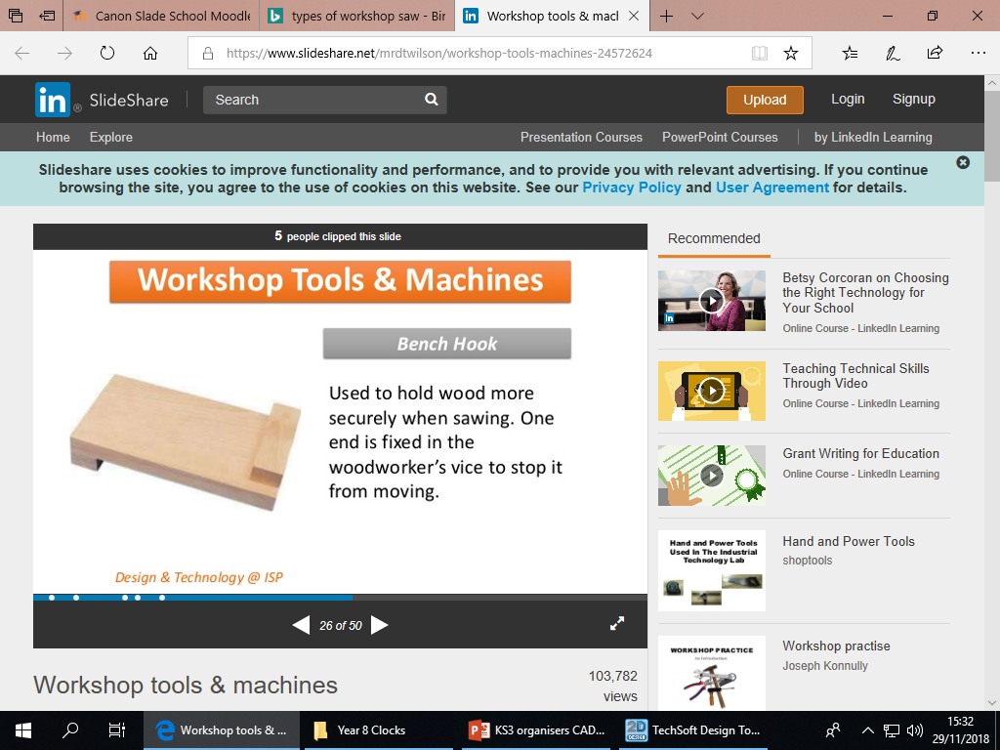 Canon Slade School Moodle
types of workshop saw - Bin
Workshop tools & mach
https://www.slideshare.net/mrdtwilson/workshop-tools-machines-24572624
in ® SlideShare
Search
Upload
Login
Signup
Home
Explore
Presentation Courses
PowerPoint Courses
by LinkedIn Learning
Slideshare uses cookies to improve functionality and performance, and to provide you with relevant advertising. If you continue
browsing the site, you agree to the use of cookies on this website. See our Privacy Policy and User Agreement for details.
5 people clipped this slide
Workshop Tools & Machines
Bench Hook
Used to hold wood more
securely when sawing. One
end is fixed in the
woodworker's vice to stop it
from moving.
Design & Technology @ ISP
26 of 50
Workshop tools & machines
103,782
views
Recommended
in
Betsy Corcoran on Choosing
the Right Technology for
Your School
Online Course - LinkedIn Learning
Teaching Technical Skills
Through Video
Online Course - LinkedIn Learning
Grant Writing for Education
Online Course - LinkedIn Learning
Hand and Power Tools
Used In The Industrial
Technology Lab
Hand and Power Tools
shoptools
WORKSHOP PRACTICE
An Introduction
Workshop practise
Joseph Konnully
Workshop tools & ...
Year 8 Clocks
KS3 organisers CAD...
2D
TechSoft Design To...
15:32
29/11/2018